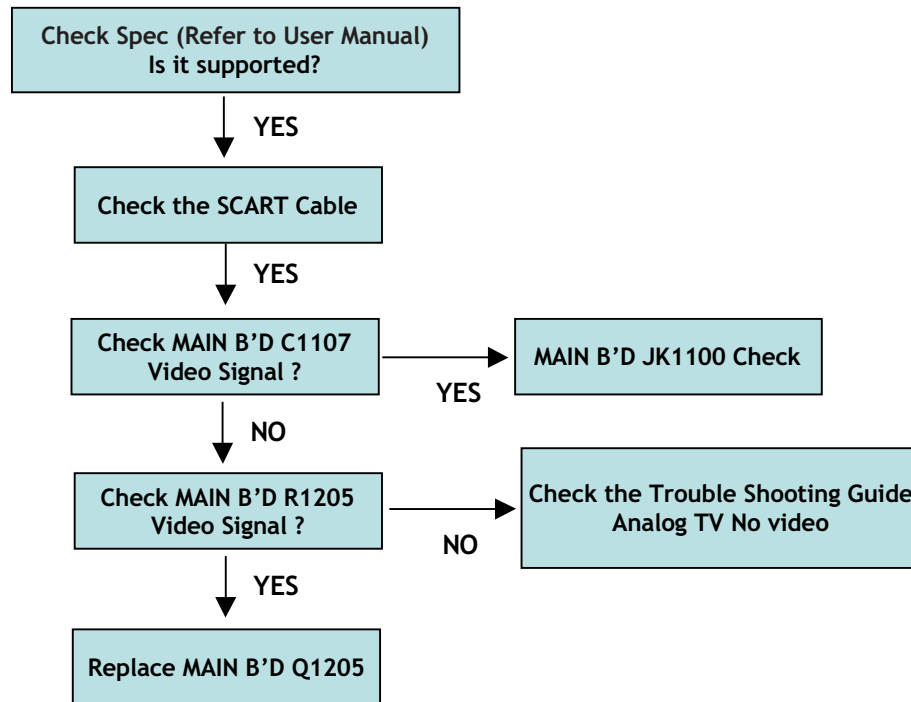 Check Spec (Refer to User Manual)
Is it supported?
YES
Check the SCART Cable
YES
Check MAIN B’D C1107
Video Signal ?
YES
MAIN B’D JK1100 Check
NO
Check MAIN B’D R1205
Video Signal ?
NO
Check the Trouble Shooting Guide
Analog TV No video
YES
Replace MAIN B’D Q1205